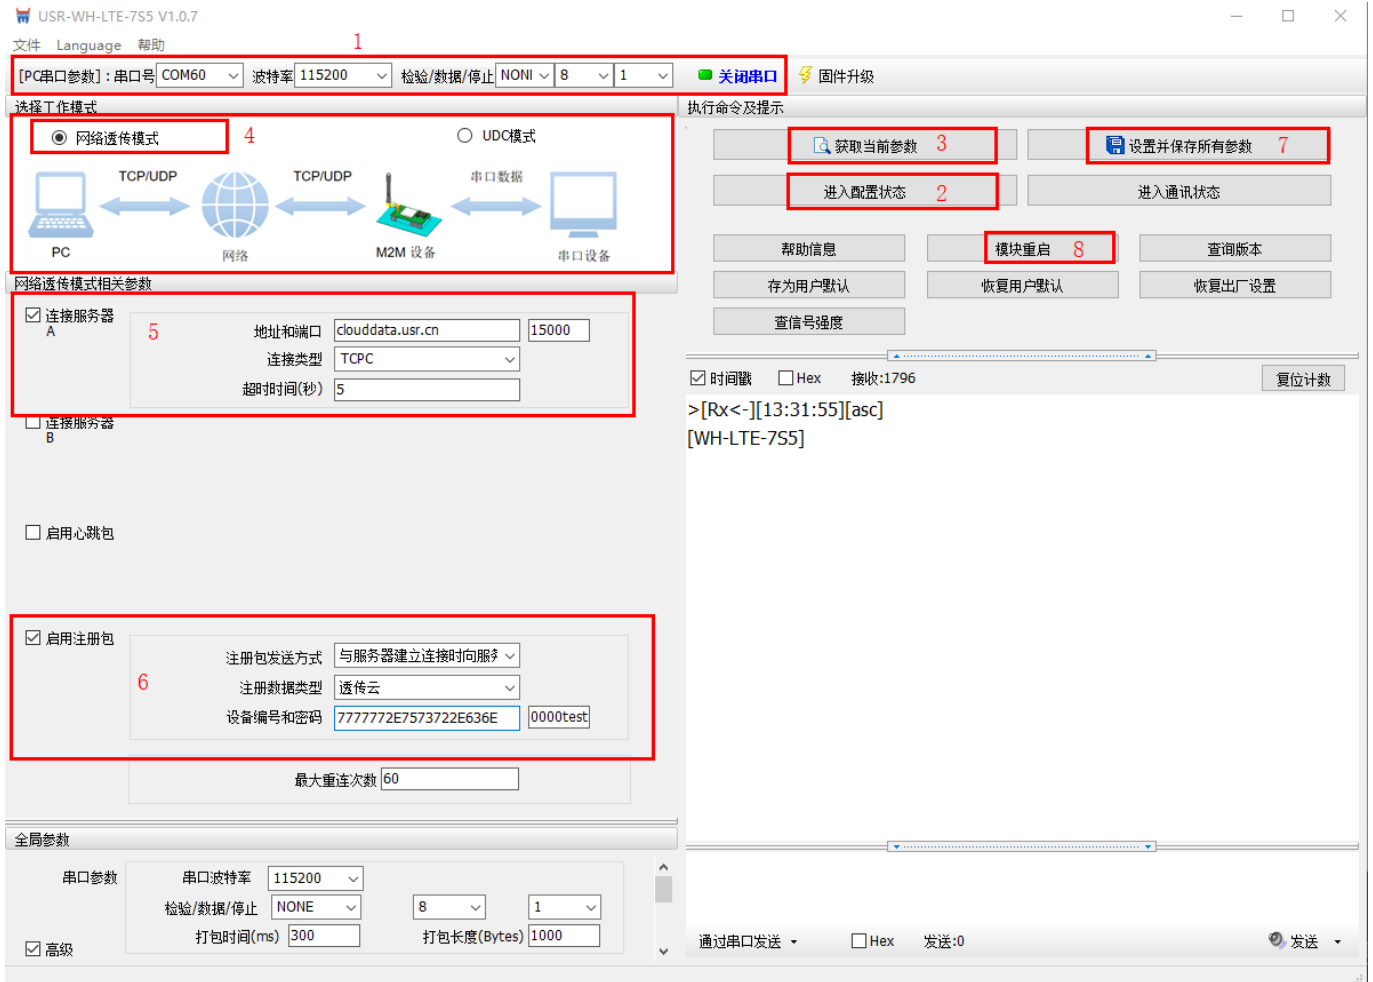 USR-WH-LTE-7S5 V1.0.7
文件 Language 帮助
1
[PC串口参数]：串口号 COM60 波特率 115200 检验/数据/停止 NONI 8 1 关闭串口 固件升级
选择工作模式
网络透传模式 4 UDC模式
TCP/UDP TCP/UDP 串口数据
PC 网络 M2M 设备 串口设备
网络透传模式相关参数
连接服务器
A
5
地址和端口 clouddata.usr.cn 15000
连接类型 TCPC
超时时间(秒) 5
连接服务器
B
启用心跳包
启用注册包
6
注册包发送方式 与服务器建立连接时向服务
注册数据类型 透传云
设备编号和密码 7777772E7573722E636E 0000test
最大重连次数 60
全局参数
串口参数 串口波特率 115200
检验/数据/停止 NONE 8 1
打包时间(ms) 300 打包长度(Bytes) 1000
高级
执行命令及提示
获取当前参数 3 设置并保存所有参数 7
进入配置状态 2 进入通讯状态
帮助信息 模块重启 8 查询版本
存为用户默认 恢复用户默认 恢复出厂设置
查信号强度
时间戳 Hex 接收:1796 复位计数
>[Rx<-][13:31:55][asc]
[WH-LTE-7S5]
通过串口发送 Hex 发送:0 发送